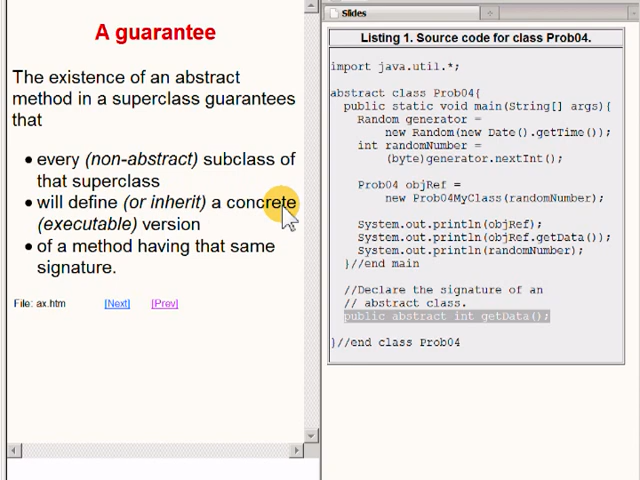 A guarantee
The existence of an abstract
method in a superclass guarantees
that
• every (non-abstract) subclass of
that superclass
• will define (or inherit) a concrete
(executable) version
• of a method having that same
signature.
File: ax.htm [Next] [Prev]
Slides
Listing 1. Source code for class Prob04.
import java.util.*;
abstract class Prob04{
public static void main(String[] args){
Random generator =
new Random(new Date().getTime());
int randomNumber =
(byte)generator.nextInt();
Prob04 objRef =
new Prob04MyClass(randomNumber);
System.out.println(objRef);
System.out.println(objRef.getData());
System.out.println(randomNumber);
}//end main
//Declare the signature of an
// abstract class.
public abstract int getData();
}//end class Prob04